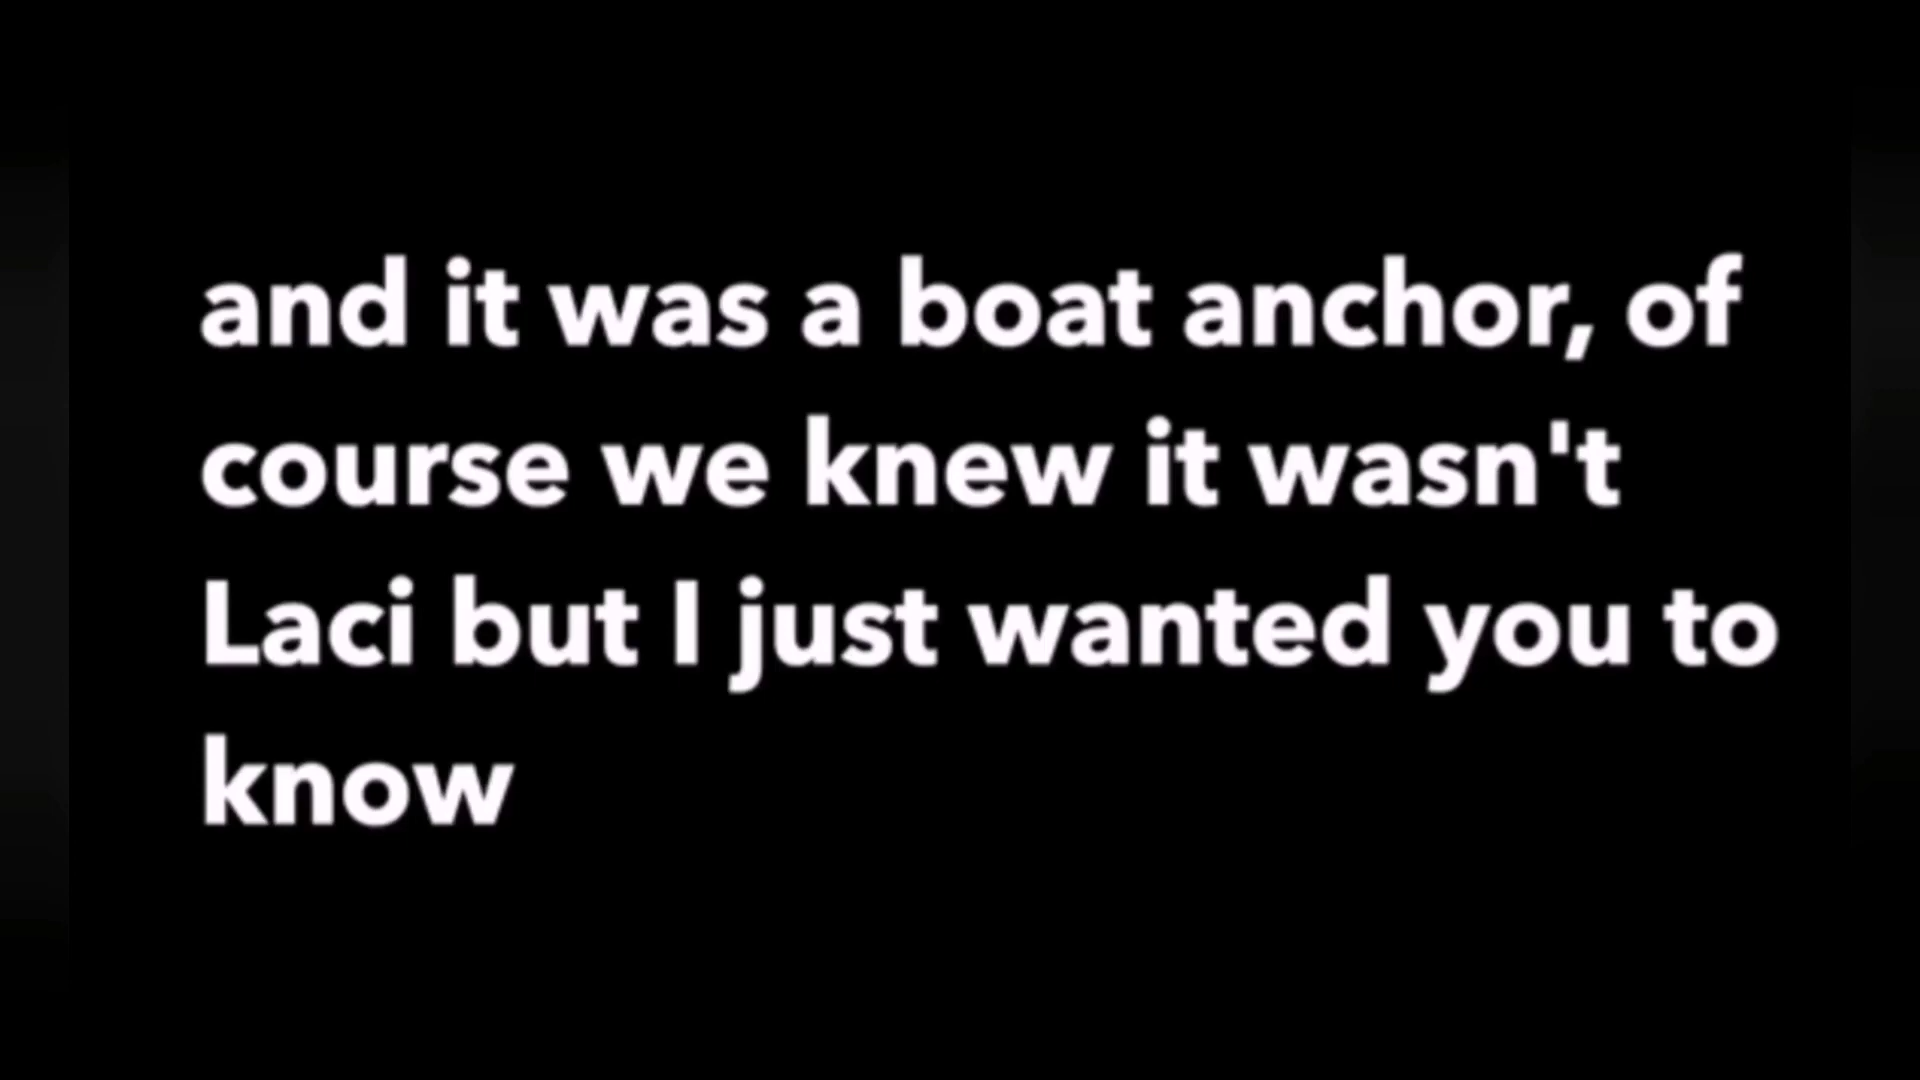 and it was a boat anchor, of
course we knew it wasn't
Laci but I just wanted you to
know